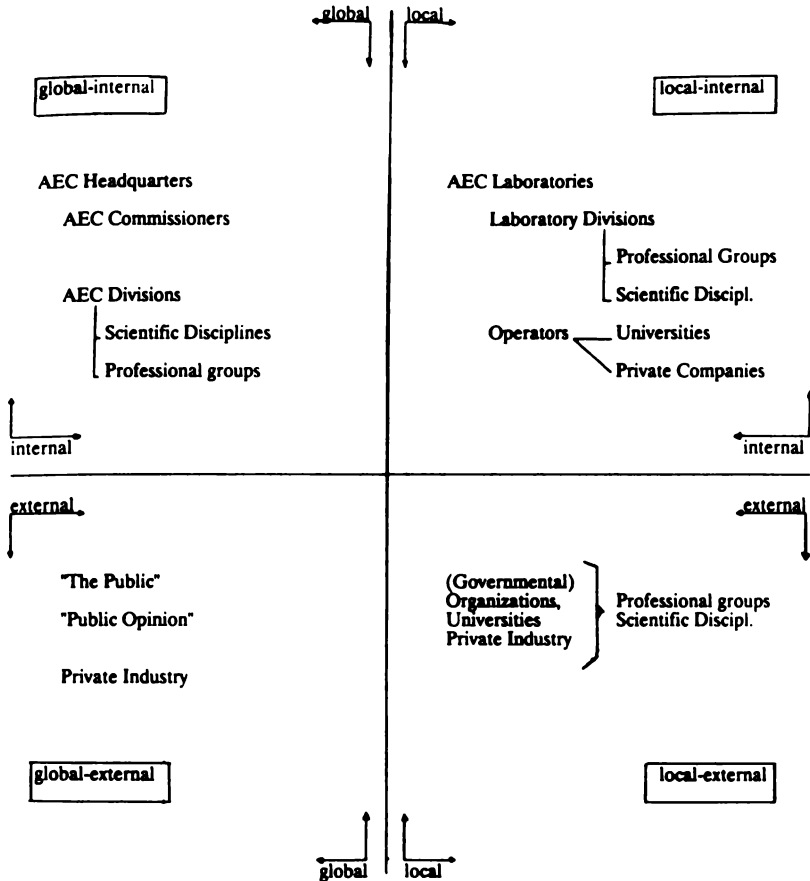 global local
global-internal
local-internal
AEC Headquarters
AEC Commissioners
AEC Divisions
Scientific Disciplines
Professional groups
AEC Laboratories
Laboratory Divisions
Professional Groups
Scientific Discipl.
Operators
Universities
Private Companies
internal
internal
external
external
"The Public"
"Public Opinion"
Private Industry
(Governmental)
Organizations,
Universities
Private Industry
Professional groups
Scientific Discipl.
global-external
local-external
global local